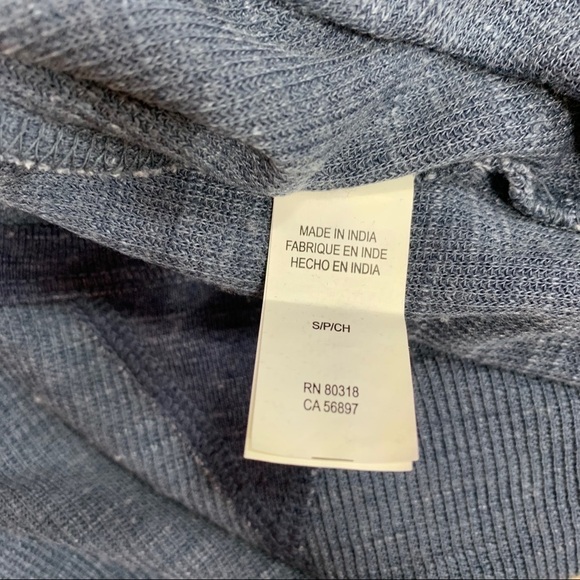 MADE IN INDIA
FABRIQUE EN INDE
HECHO EN INDIA
S/P/CH
RN 80318
CA 56897